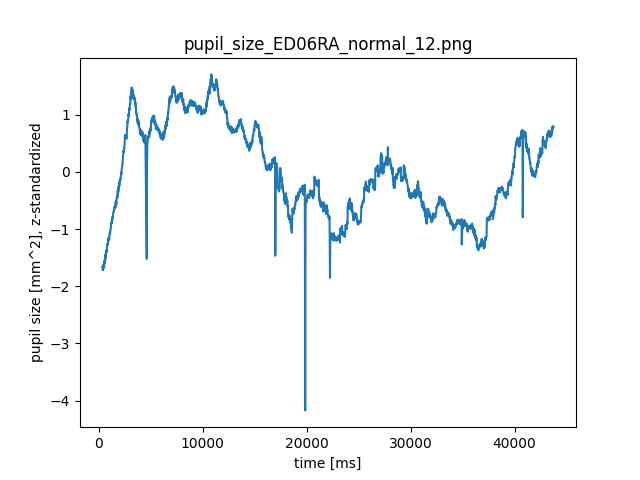 pupil_size_ED06RA_normal_12.png
pupil size [mm^2], z-standardized
1
0
−1
−2
−3
−4
0 10000 20000 30000 40000
time [ms]